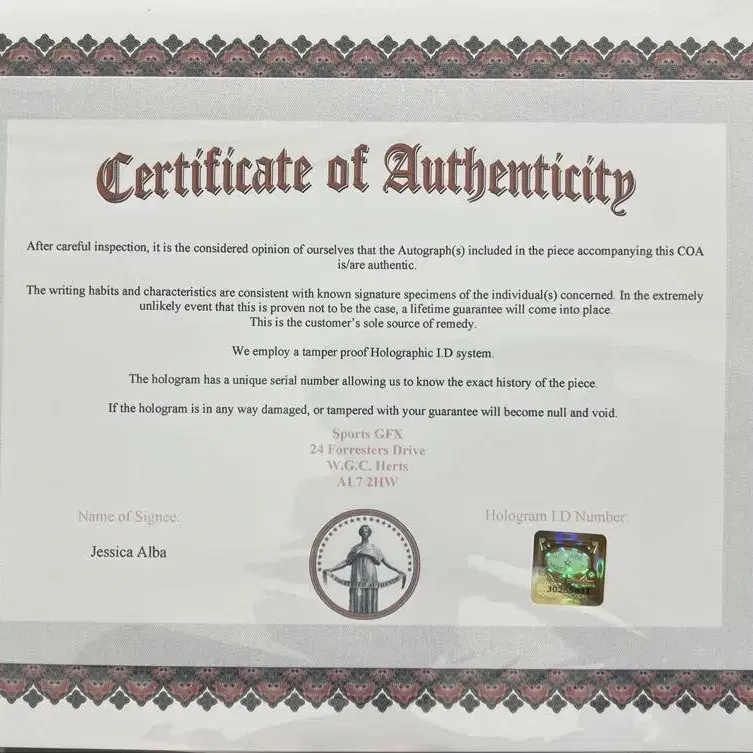 Certificate of Authenticity
After careful inspection, it is the considered opinion of ourselves that the Autograph(s) included in the piece accompanying this COA
is/are authentic.
The writing habits and characteristics are consistent with known signature specimens of the individual(s) concerned. In the extremely
unlikely event that this is proven not to be the case, a lifetime guarantee will come into place.
This is the customer's sole source of remedy.
We employ a tamper proof Holographic I.D system.
The hologram has a unique serial number allowing us to know the exact history of the piece.
If the hologram is in any way damaged, or tampered with your guarantee will become null and void.
Sports GFX
24 Forresters Drive
W.G.C. Herts
AL7 2HW
Name of Signee:
Hologram I.D Number:
Jessica Alba